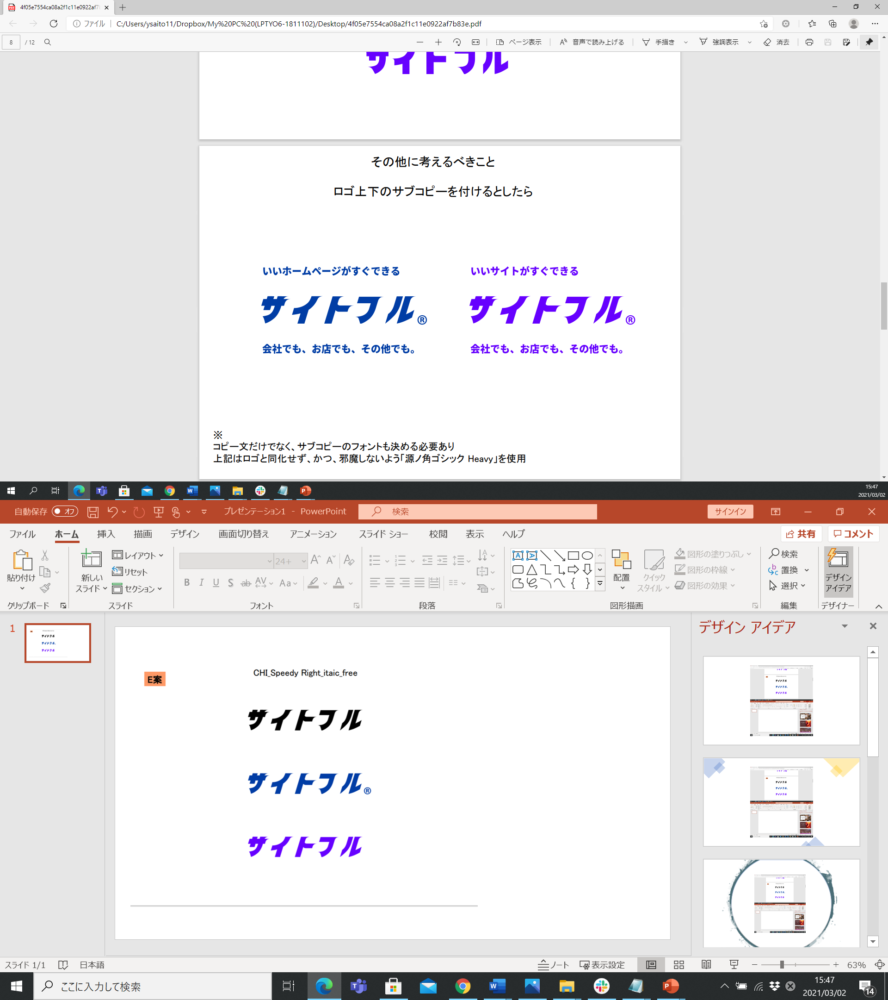 4f05e7554ca08a2f1c11e0922af7
ファイル
C:/Users/ysaito11/Dropbox/My%20PC%20(LPTYO6-1811102)/Desktop/4f05e7554ca08a2f1c11e0922af7b83e.pdf
8 / 12
ページ表示
音声で読み上げる
手描き
強調表示
消去
サイトフル
その他に考えるべきこと
ロゴ上下のサブコピーを付けるとしたら
いいホームページがすぐできる
サイトフル®
会社でも、お店でも、その他でも。
いいサイトがすぐできる
サイトフル®
会社でも、お店でも、その他でも。
※
コピー文だけでなく、サブコピーのフォントも決める必要あり
上記はロゴと同化せず、かつ、邪魔しないよう「源ノ角ゴシック Heavy」を使用
15:47
2021/03/02
自動保存 オフ
プレゼンテーション1 - PowerPoint
検索
サインイン
ファイル ホーム 挿入 描画 デザイン 画面切り替え アニメーション スライド ショー 校閲 表示 ヘルプ
共有 コメント
貼り付け
クリップボード
新しい
スライド
レイアウト
リセット
セクション
スライド
24+
フォント
段落
配置
クイック
スタイル
図形の塗りつぶし
図形の枠線
図形の効果
図形描画
検索
置換
選択
編集
デザイン
アイデア
デザイナー
1
E案
CHI_Speedy Right_itaic_free
サイトフル
サイトフル®
サイトフル
デザイン アイデア
スライド 1/1 日本語
ノート 表示設定 63%
ここに入力して検索
15:47
2021/03/02
14